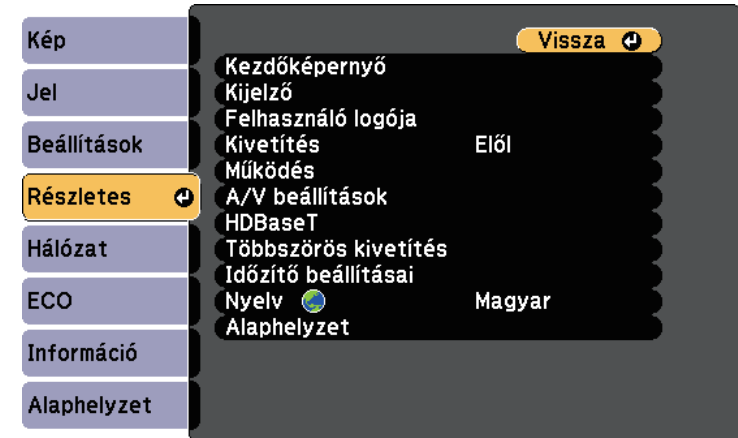 Kép
Jel
Beállítások
Részletes
Hálózat
ECO
Információ
Alaphelyzet
Vissza
Kezdőképernyő
Kijelző
Felhasználó logója
Kivetítés Elől
Működés
A/V beállítások
HDBaseT
Többszörös kivetítés
Időzítő beállításai
Nyelv Magyar
Alaphelyzet